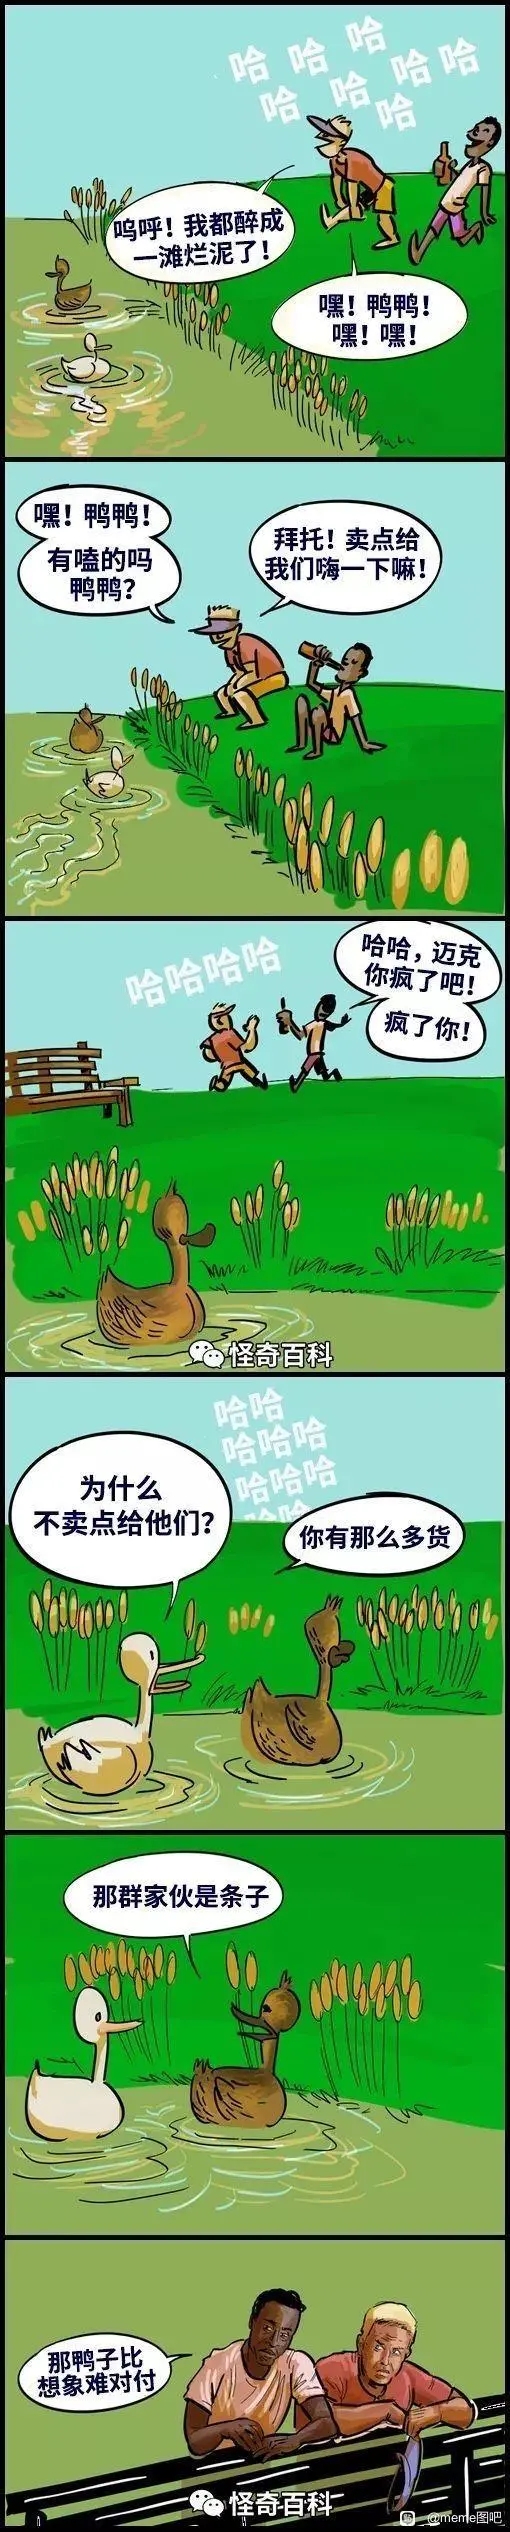 哈 哈 哈
哈 哈 哈 哈
哈
呜呼！我都醉成
一滩烂泥了！
嘿！鸭鸭！
嘿！嘿！
嘿！鸭鸭！
有嗑的吗
鸭鸭？
拜托！卖点给
我们嗨一下嘛！
哈哈哈哈
哈哈，迈克
你疯了吧！
疯了你！
怪奇百科
哈哈
哈哈哈
哈哈哈
哈哈
为什么
不卖点给他们？
你有那么多货
那群家伙是条子
那鸭子比
想象难对付
怪奇百科
@meme图吧